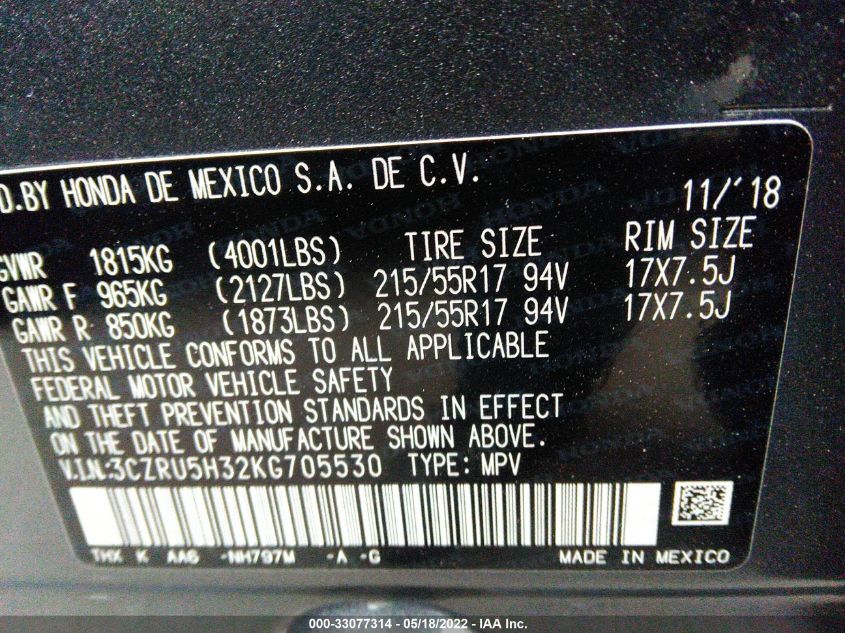 D.BY HONDA DE MEXICO S.A. DE C.V.
11/'18
GVWR 1815KG (4001LBS) TIRE SIZE RIM SIZE
GAWR F 965KG (2127LBS) 215/55R17 94V 17X7.5J
GAWR R 850KG (1873LBS) 215/55R17 94V 17X7.5J
THIS VEHICLE CONFORMS TO ALL APPLICABLE
FEDERAL MOTOR VEHICLE SAFETY
AND THEFT PREVENTION STANDARDS IN EFFECT
ON THE DATE OF MANUFACTURE SHOWN ABOVE.
V.I.N:3CZRU5H32KG705530 TYPE: MPV
THX K AA6 -NH797M -A -G MADE IN MEXICO
000-33077314 - 05/18/2022 - IAA Inc.